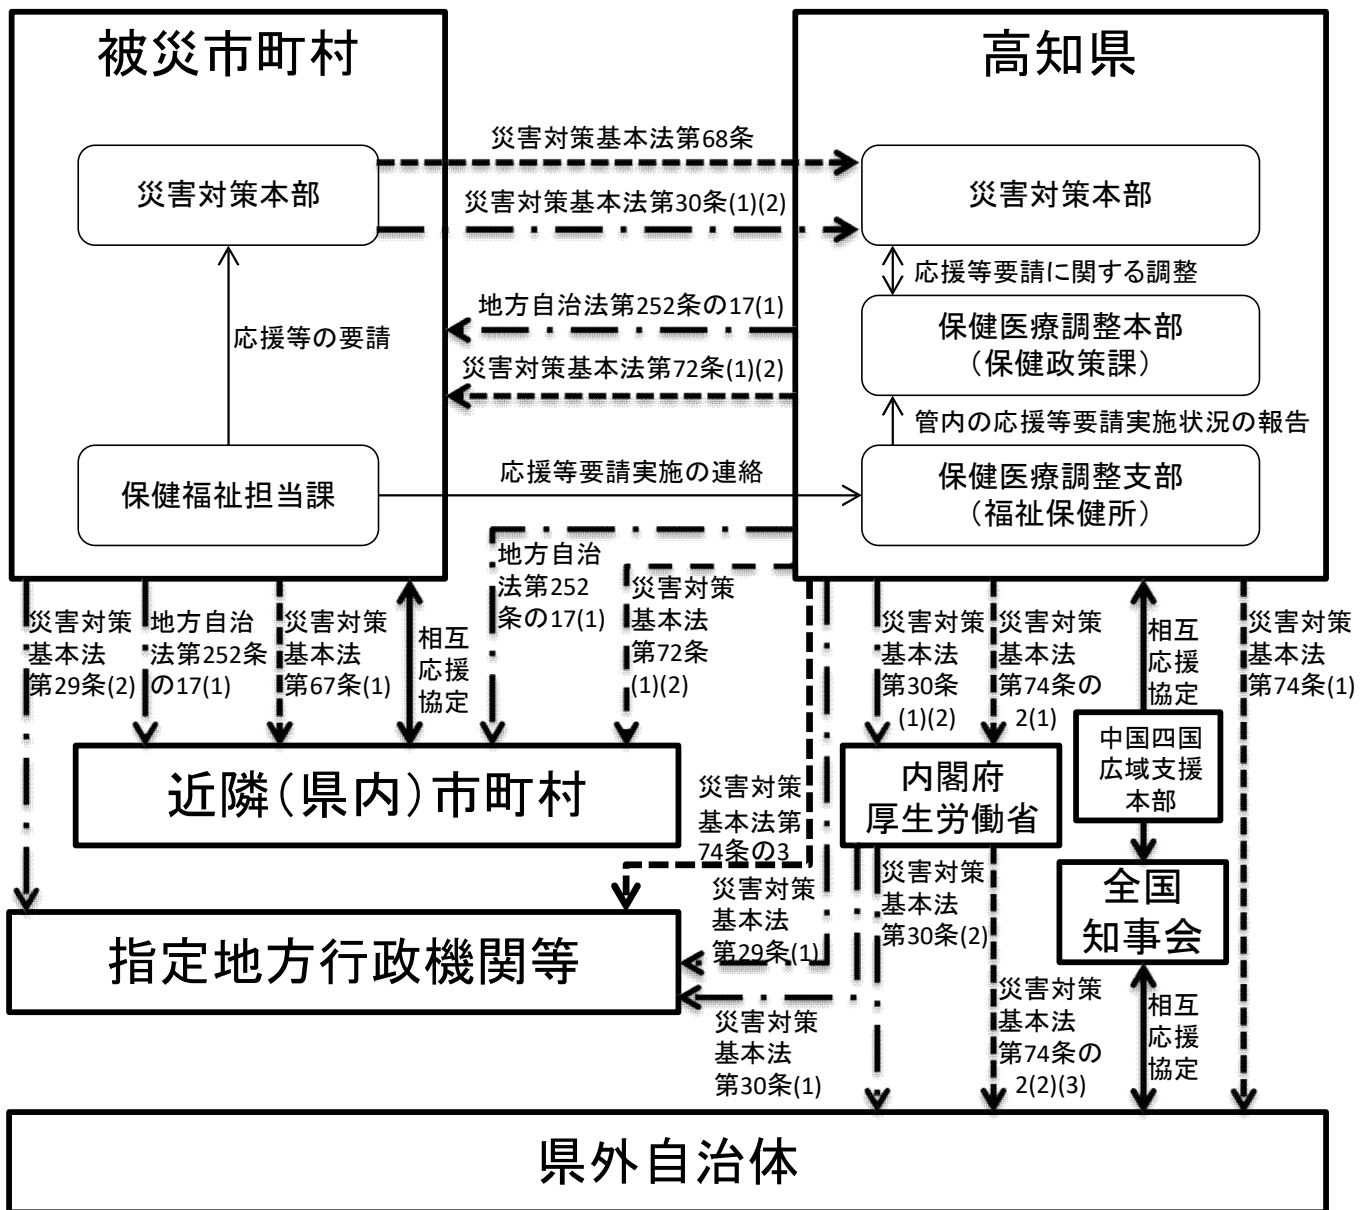 被災市町村
高知県
災害対策本部
災害対策基本法第68条
災害対策基本法第30条(1)(2)
災害対策本部
応援等要請に関する調整
応援等の要請
地方自治法第252条の17(1)
災害対策基本法第72条(1)(2)
保健医療調整本部
（保健政策課）
管内の応援等要請実施状況の報告
保健福祉担当課
応援等要請実施の連絡
保健医療調整支部
（福祉保健所）
災害対策
基本法
第29条(2)
地方自治
法第252条
の17(1)
災害対策
基本法
第67条(1)
相互
応援
協定
地方自治
法第252
条の17(1)
災害対策
基本法
第72条
(1)(2)
災害対策
基本法
第30条
(1)(2)
災害対策
基本法
第74条の
2(1)
相互
応援
協定
災害対策
基本法
第74条(1)
近隣（県内）市町村
災害対策
基本法第
74条の3
内閣府
厚生労働省
中国四国
広域支援
本部
指定地方行政機関等
災害対策
基本法
第29条(1)
災害対策
基本法
第30条(2)
全国
知事会
災害対策
基本法
第30条(1)
災害対策
基本法
第74条の
2(2)(3)
相互
応援
協定
県外自治体